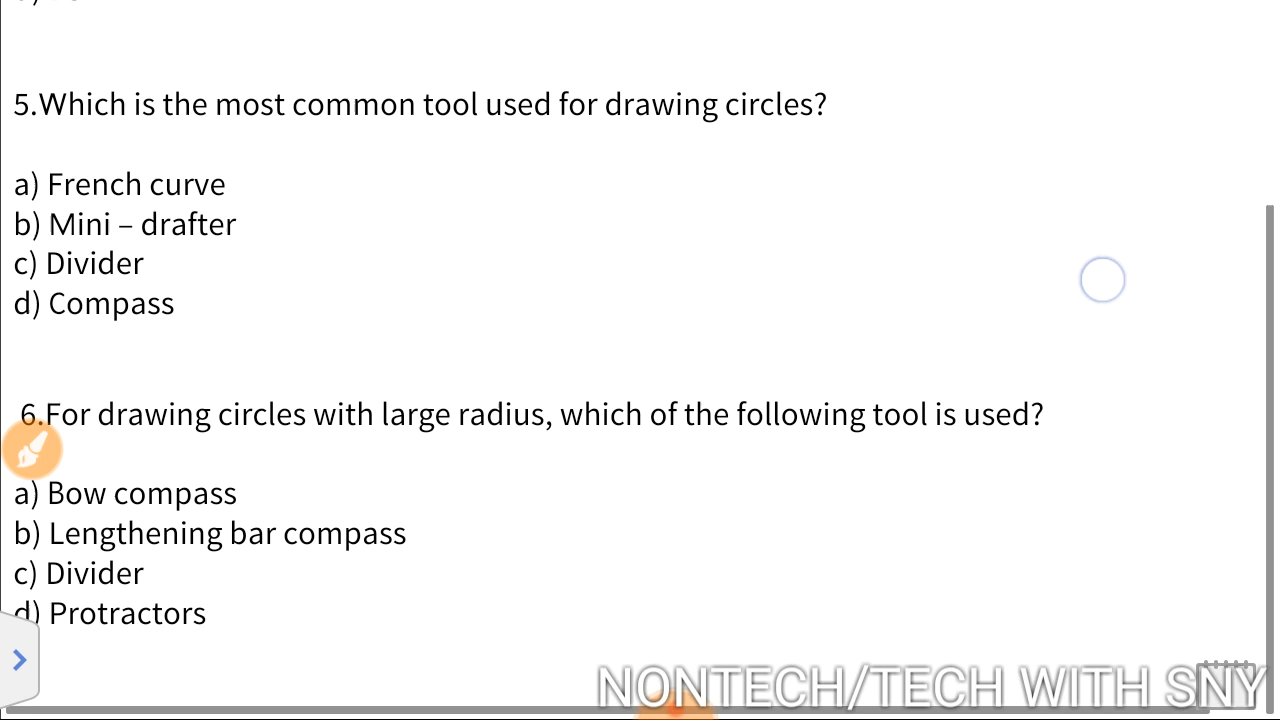 5.Which is the most common tool used for drawing circles?
a) French curve
b) Mini – drafter
c) Divider
d) Compass
6.For drawing circles with large radius, which of the following tool is used?
a) Bow compass
b) Lengthening bar compass
c) Divider
d) Protractors
NONTECH/TECH WITH SNY